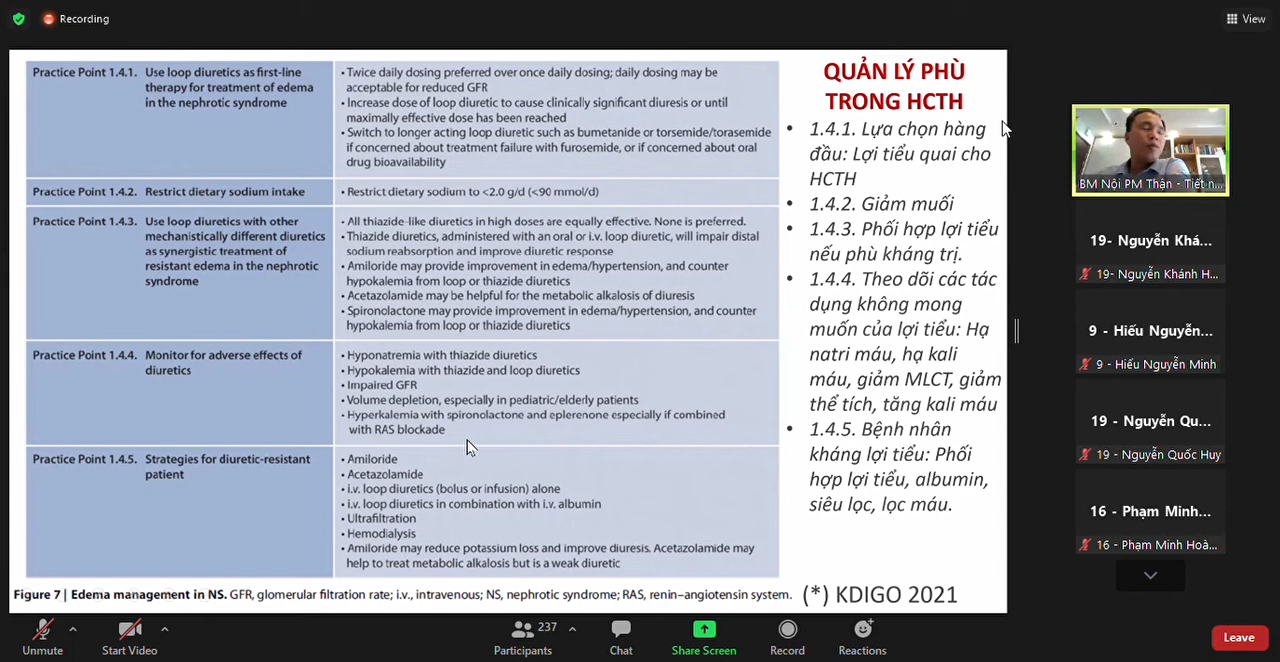 Recording
View
Practice Point 1.4.1. Use loop diuretics as first-line
therapy for treatment of edema
in the nephrotic syndrome
• Twice daily dosing preferred over once daily dosing; daily dosing may be
acceptable for reduced GFR
• Increase dose of loop diuretic to cause clinically significant diuresis or until
maximally effective dose has been reached
• Switch to longer acting loop diuretic such as bumetanide or torsemide/torasemide
if concerned about treatment failure with furosemide, or if concerned about oral
drug bioavailability
Practice Point 1.4.2. Restrict dietary sodium intake
• Restrict dietary sodium to <2.0 g/d (<90 mmol/d)
Practice Point 1.4.3. Use loop diuretics with other
mechanistically different diuretics
as synergistic treatment of
resistant edema in the nephrotic
syndrome
• All thiazide-like diuretics in high doses are equally effective. None is preferred.
• Thiazide diuretics, administered with an oral or i.v. loop diuretic, will impair distal
sodium reabsorption and improve diuretic response
• Amiloride may provide improvement in edema/hypertension, and counter
hypokalemia from loop or thiazide diuretics
• Acetazolamide may be helpful for the metabolic alkalosis of diuresis
• Spironolactone may provide improvement in edema/hypertension, and counter
hypokalemia from loop or thiazide diuretics
Practice Point 1.4.4. Monitor for adverse effects of
diuretics
• Hyponatremia with thiazide diuretics
• Hypokalemia with thiazide and loop diuretics
• Impaired GFR
• Volume depletion, especially in pediatric/elderly patients
• Hyperkalemia with spironolactone and eplerenone especially if combined
with RAS blockade
Practice Point 1.4.5. Strategies for diuretic-resistant
patient
• Amiloride
• Acetazolamide
• i.v. loop diuretics (bolus or infusion) alone
• i.v. loop diuretics in combination with i.v. albumin
• Ultrafiltration
• Hemodialysis
• Amiloride may reduce potassium loss and improve diuresis. Acetazolamide may
help to treat metabolic alkalosis but is a weak diuretic
Figure 7 | Edema management in NS. GFR, glomerular filtration rate; i.v., intravenous; NS, nephrotic syndrome; RAS, renin–angiotensin system.
QUẢN LÝ PHÙ
TRONG HCTH
• 1.4.1. Lựa chọn hàng
đầu: Lợi tiểu quai cho
HCTH
• 1.4.2. Giảm muối
• 1.4.3. Phối hợp lợi tiểu
nếu phù kháng trị.
• 1.4.4. Theo dõi các tác
dụng không mong
muốn của lợi tiểu: Hạ
natri máu, hạ kali
máu, giảm MLCT, giảm
thể tích, tăng kali máu
• 1.4.5. Bệnh nhân
kháng lợi tiểu: Phối
hợp lợi tiểu, albumin,
siêu lọc, lọc máu.
(*) KDIGO 2021
BM Nội PM Thận - Tiết n...
19- Nguyễn Khá...
19- Nguyễn Khánh H...
9 - Hiếu Nguyễn...
9 - Hiếu Nguyễn Minh
19 - Nguyễn Qu...
19 - Nguyễn Quốc Huy
16 - Phạm Minh...
16 - Phạm Minh Hoà...
Unmute
Start Video
237
Participants
Chat
Share Screen
Record
Reactions
Leave